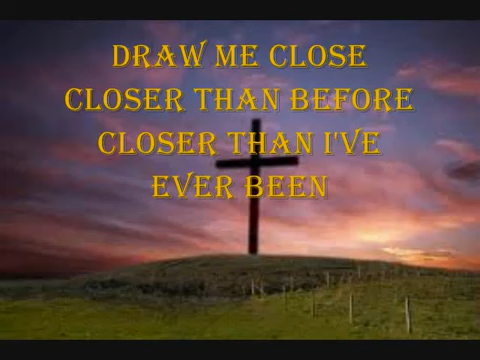 DRAW ME CLOSE
CLOSER THAN BEFORE
CLOSER THAN I'VE
EVER BEEN